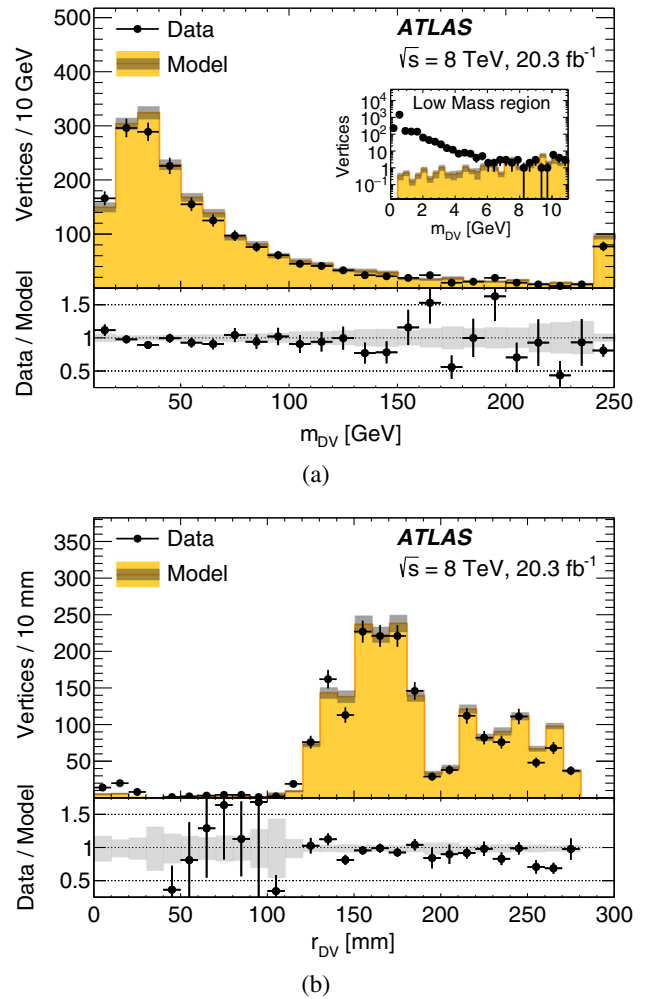 500
400
300
200
100
Vertices / 10 GeV
Data
Model
ATLAS
√s = 8 TeV, 20.3 fb⁻¹
Low Mass region
10⁴
10³
10²
10
1
10⁻¹
Vertices
0 2 4 6 8 10
m_DV [GeV]
1.5
1
0.5
Data / Model
50 100 150 200 250
m_DV [GeV]
(a)
350
300
250
200
150
100
50
Vertices / 10 mm
Data
Model
ATLAS
√s = 8 TeV, 20.3 fb⁻¹
1.5
1
0.5
Data / Model
0 50 100 150 200 250 300
r_DV [mm]
(b)